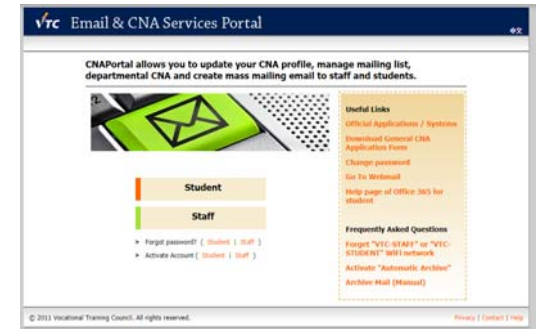 VTC Email & CNA Services Portal
中文
CNAPortal allows you to update your CNA profile, manage mailing list,
departmental CNA and create mass mailing email to staff and students.
Useful Links
Official Applications / Systems
Download General CNA
Application Form
Change password
Go To Webmail
Help page of Office 365 for
student
Student
Staff
► Forgot password? ( Student | Staff )
► Activate Account ( Student | Staff )
Frequently Asked Questions
Forget "VTC-STAFF" or "VTC-
STUDENT" WiFi network
Activate "Automatic Archive"
Archive Mail (Manual)
© 2011 Vocational Training Council. All rights reserved.
Privacy | Contact | Help